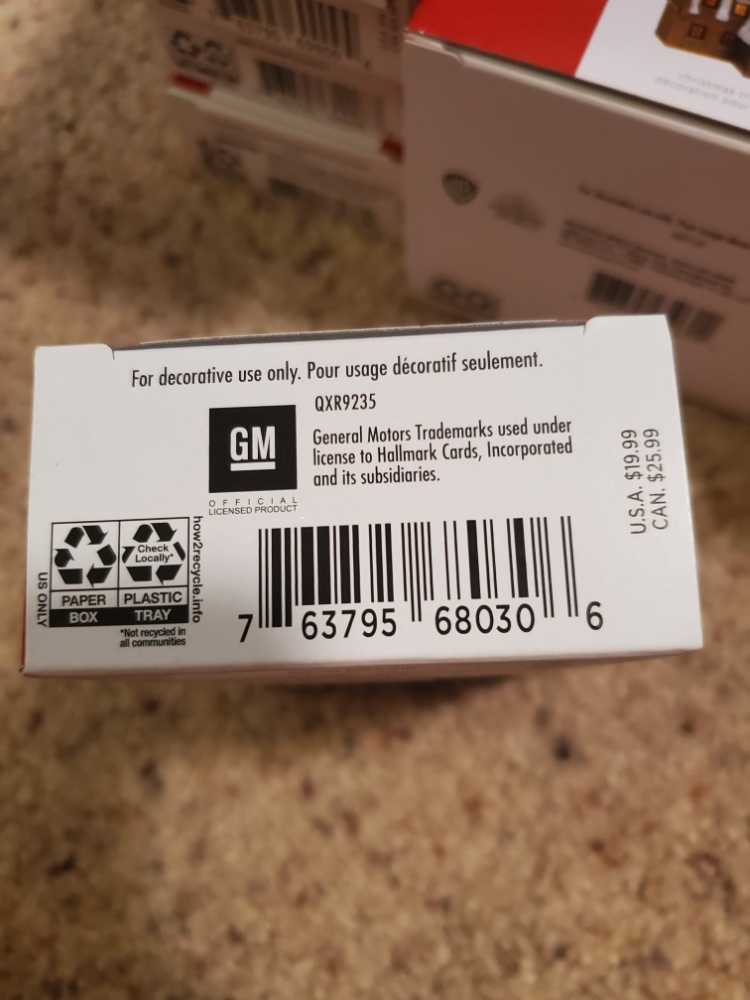 For decorative use only. Pour usage décoratif seulement.
QXR9235
GM
General Motors Trademarks used under
license to Hallmark Cards, Incorporated
and its subsidiaries.
OFFICIAL
LICENSED PRODUCT
U.S.A. $19.99
CAN. $25.99
US ONLY
Check
Locally*
PAPER
BOX
PLASTIC
TRAY
*Not recycled in
all communities
how2recycle.info
7 63795 68030 6